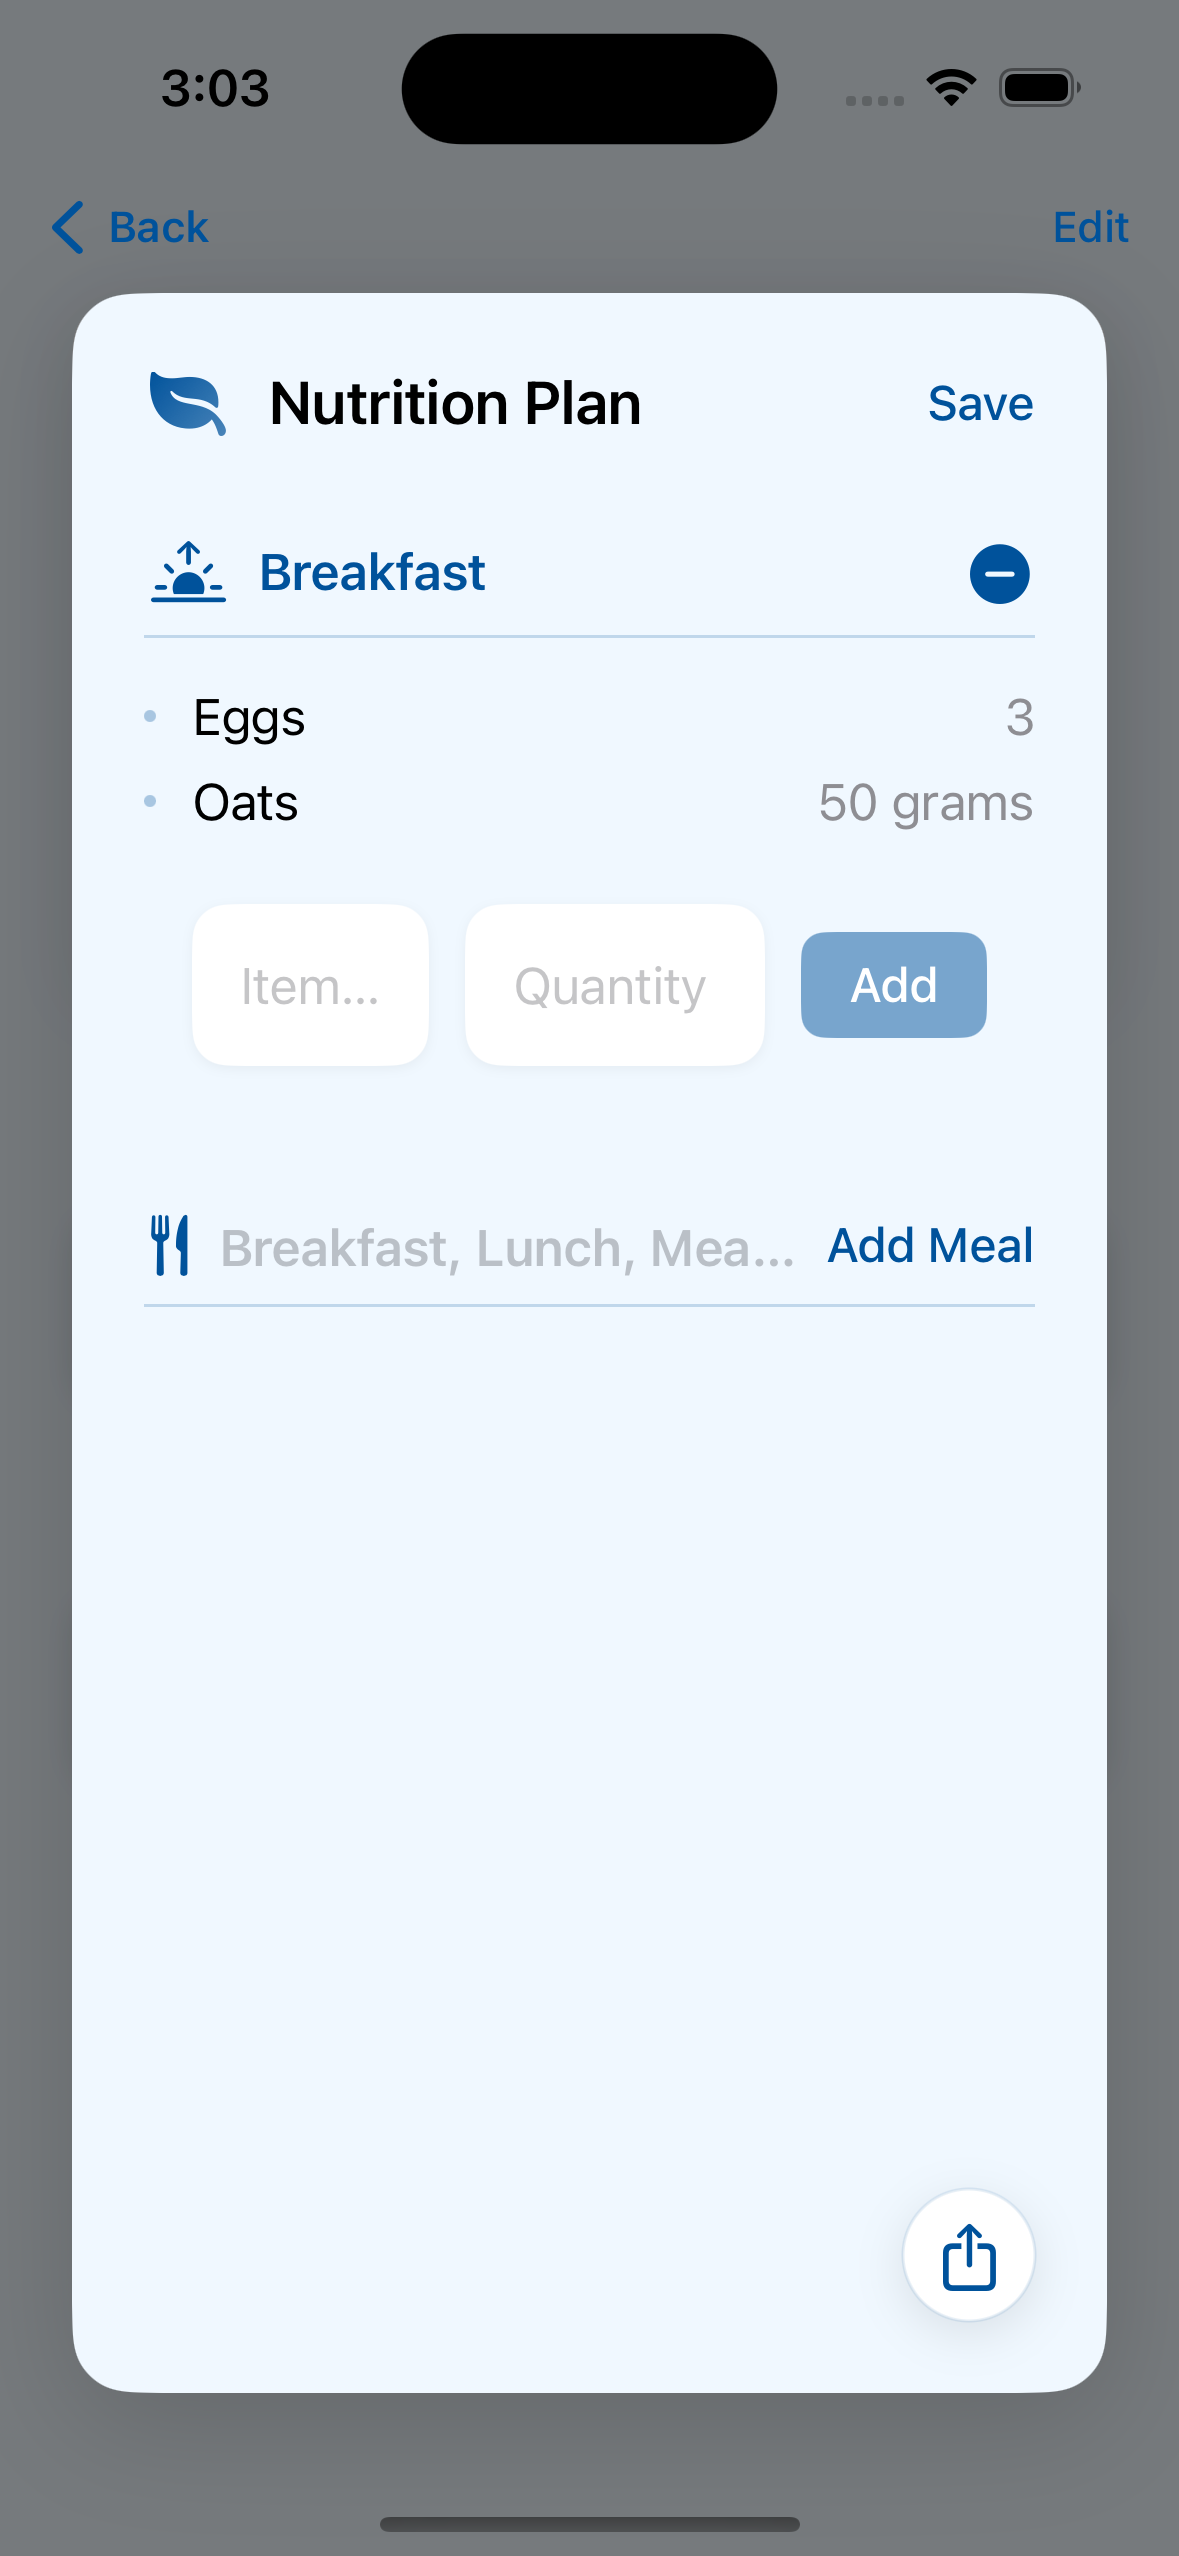 3:03
Back Edit
Nutrition Plan Save
Breakfast
Eggs 3
Oats 50 grams
Item... Quantity Add
Breakfast, Lunch, Mea... Add Meal